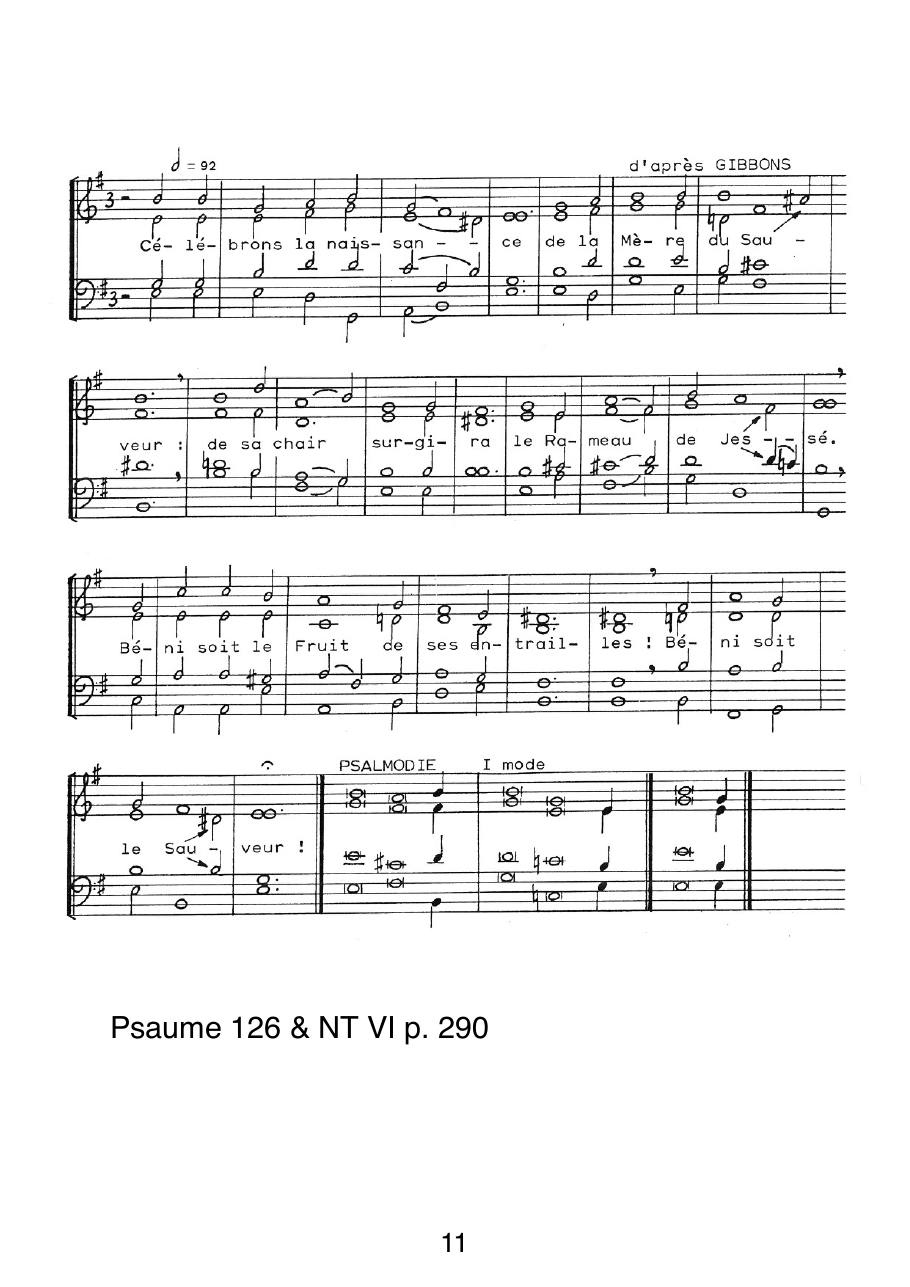 𝅗𝅥 = 92
d'après GIBBONS
3
Cé- lé- brons la nais- san - - ce de la Mè- re du Sau -
3
veur : de sa chair sur-gi- ra le Ra- meau de Jes - - sé.
Bé- ni soit le Fruit de ses en- trail- les ! Bé- ni soit
PSALMODIE I mode
le Sau - veur !
Psaume 126 & NT VI p. 290
11